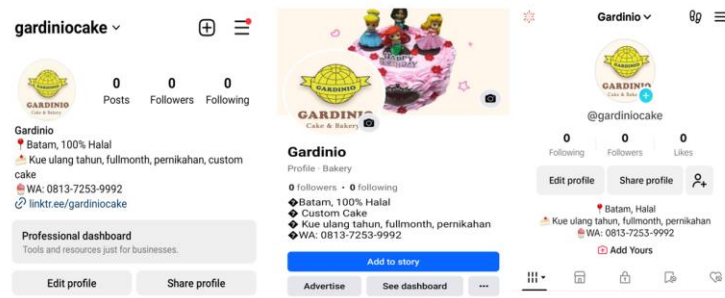 gardiniocake
GARDINIO
GARDINIO
Cake & Bakery
0
Posts
0
Followers
0
Following
Gardinio
Batam, 100% Halal
Kue ulang tahun, fullmonth, pernikahan, custom
cake
WA: 0813-7253-9992
linktr.ee/gardiniocake
Professional dashboard
Tools and resources just for businesses.
Edit profile
Share profile
HAPPY
BIRTHDAY
GARDINIO
GARDINIO
Cake & Bakery
Gardinio
Profile · Bakery
0 followers • 0 following
Batam, 100% Halal
Custom Cake
Kue ulang tahun, fullmonth, pernikahan
WA: 0813-7253-9992
Add to story
Advertise
See dashboard
Gardinio
GARDINIO
GARDINIO
Cake & Bakery
@gardiniocake
0
Following
0
Followers
0
Likes
Edit profile
Share profile
Batam, Halal
Kue ulang tahun, fullmonth, pernikahan
WA: 0813-7253-9992
Add Yours